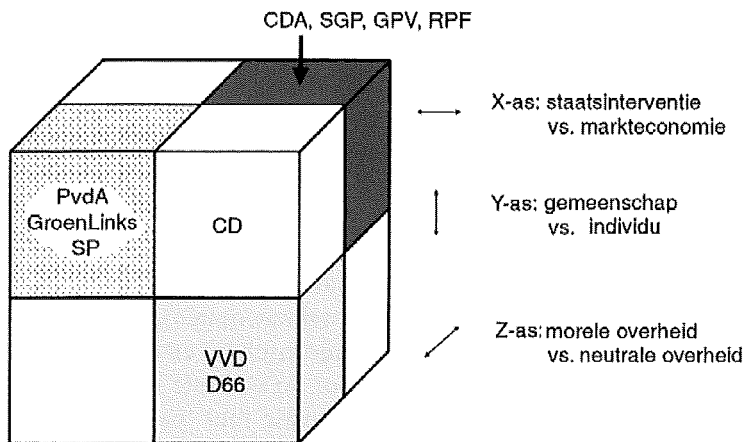 CDA, SGP, GPV, RPF
X-as: staatsinterventie
vs. markteconomie
PvdA
GroenLinks
SP
CD
Y-as: gemeenschap
vs. individu
VVD
D66
Z-as: morele overheid
vs. neutrale overheid